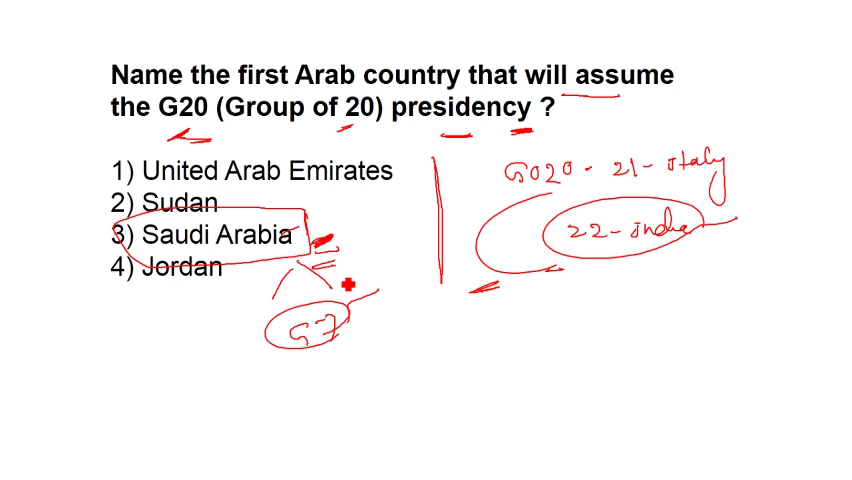 Name the first Arab country that will assume
the G20 (Group of 20) presidency ?
1) United Arab Emirates
2) Sudan
3) Saudi Arabia
4) Jordan
G020 - 21 - Italy
22 - India
G7